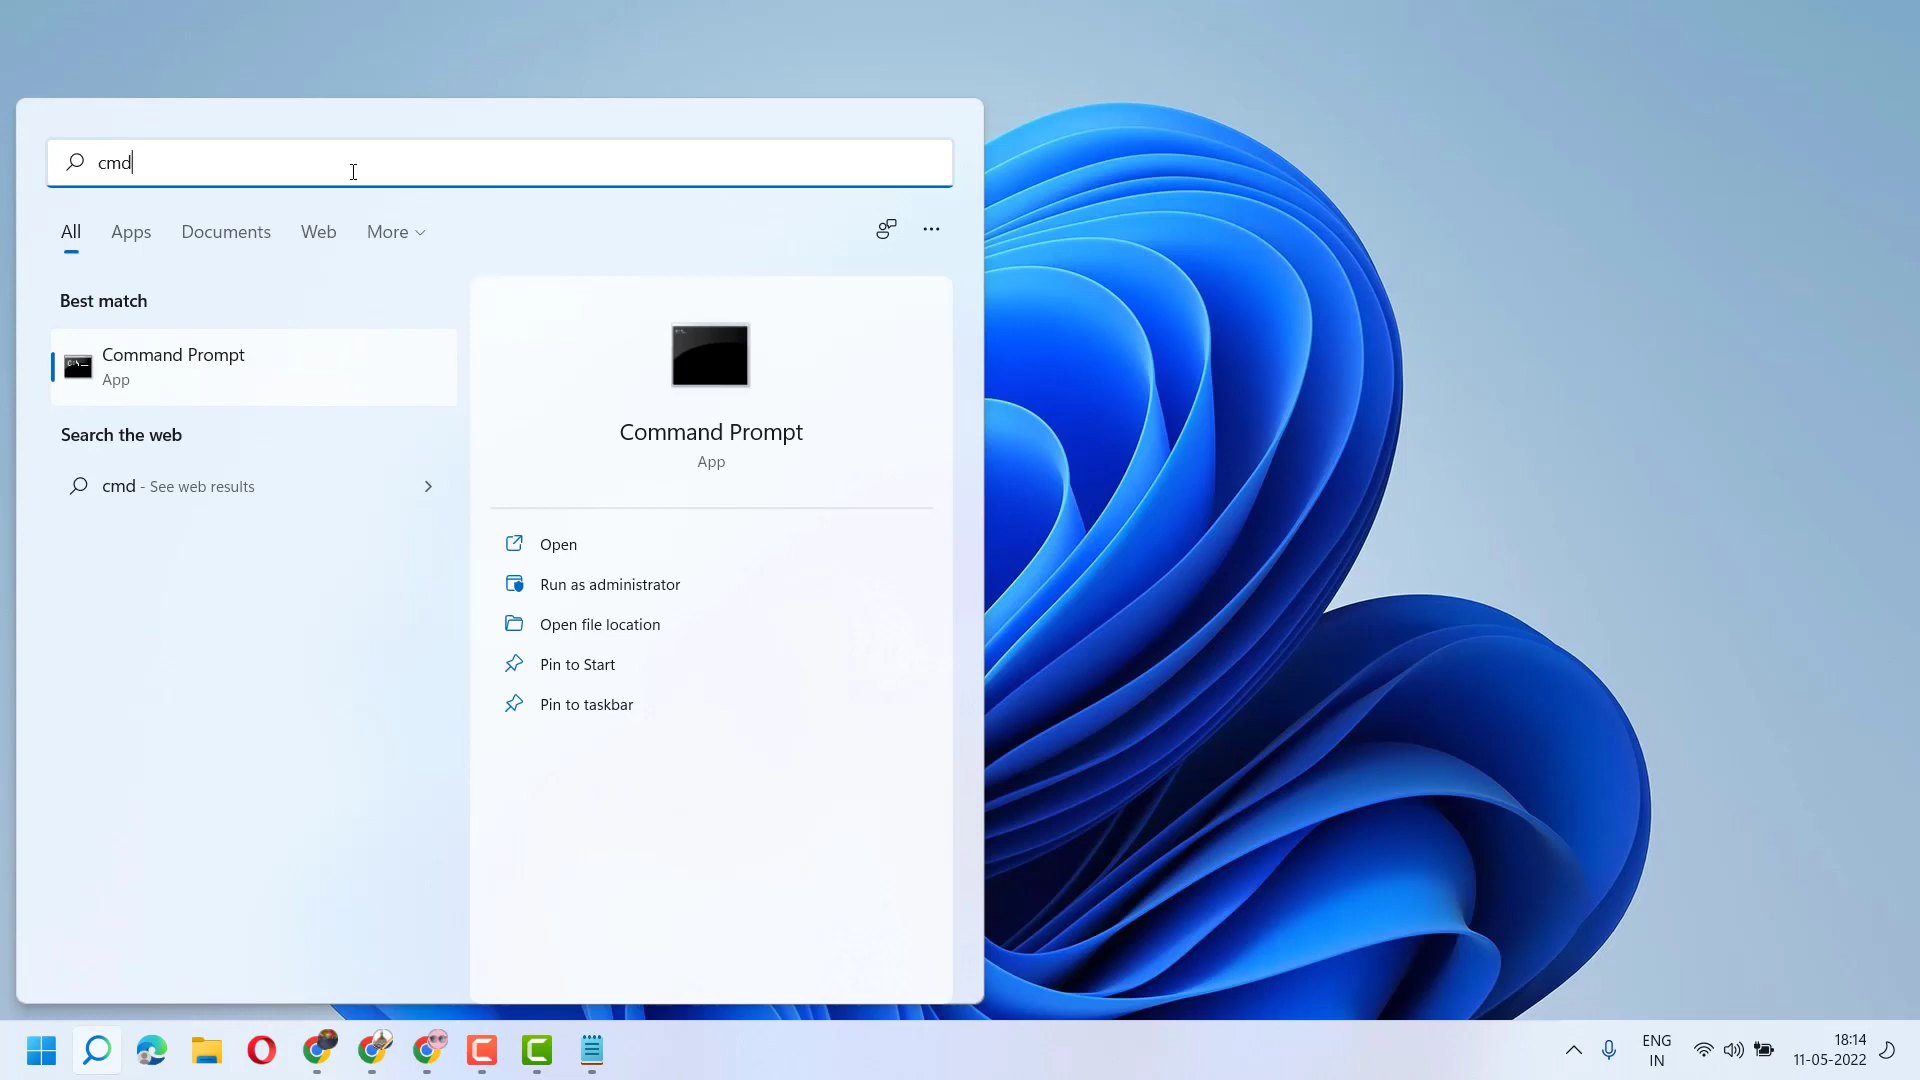 cmd
All Apps Documents Web More
Best match
Command Prompt
App
Search the web
cmd - See web results
Command Prompt
App
Open
Run as administrator
Open file location
Pin to Start
Pin to taskbar
ENG
IN
18:14
11-05-2022